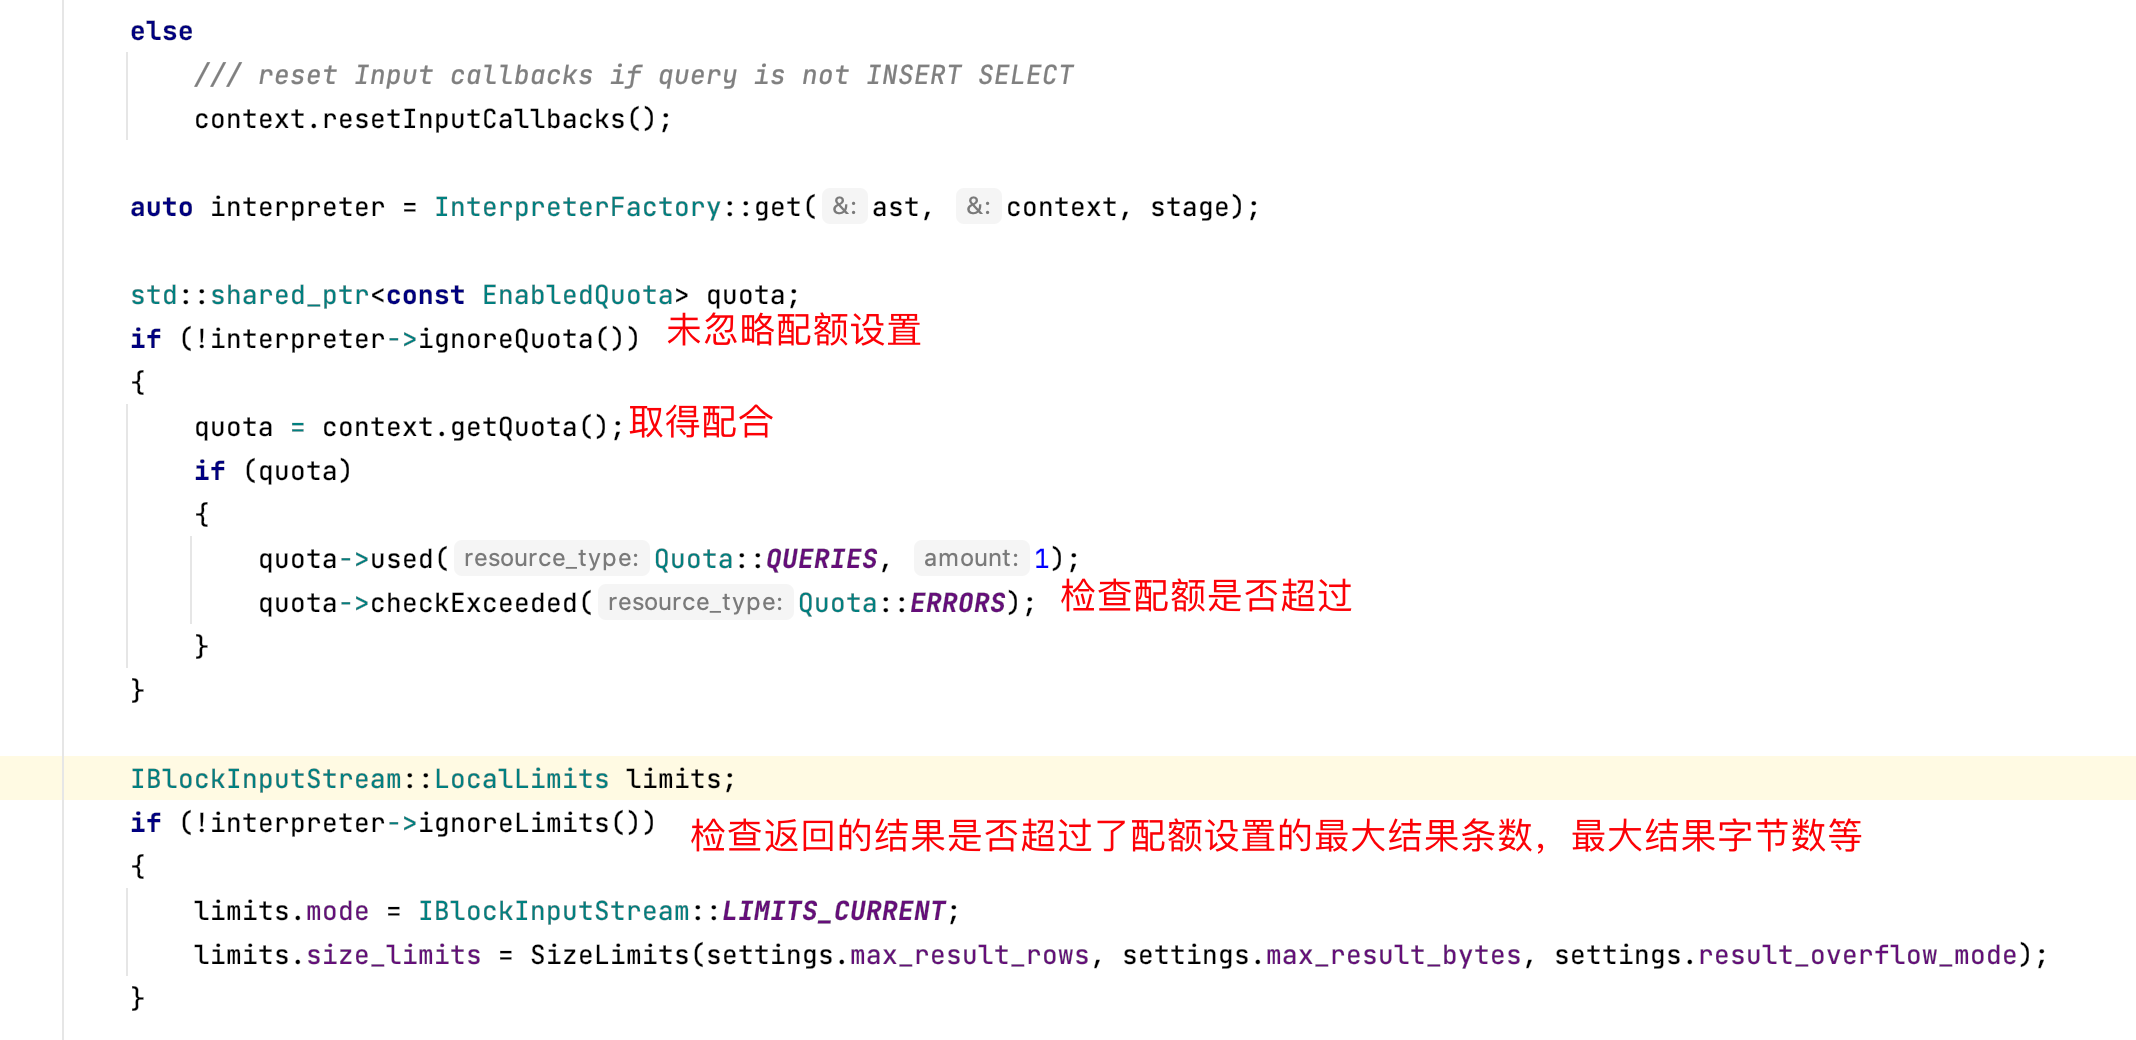 else
/// reset Input callbacks if query is not INSERT SELECT
context.resetInputCallbacks();
auto interpreter = InterpreterFactory::get( &: ast, &: context, stage);
std::shared_ptr<const EnabledQuota> quota;
if (!interpreter->ignoreQuota()) 未忽略配额设置
{
quota = context.getQuota();取得配合
if (quota)
{
quota->used( resource_type: Quota::QUERIES, amount: 1);
quota->checkExceeded( resource_type: Quota::ERRORS); 检查配额是否超过
}
}
IBlockInputStream::LocalLimits limits;
if (!interpreter->ignoreLimits()) 检查返回的结果是否超过了配额设置的最大结果条数，最大结果字节数等
{
limits.mode = IBlockInputStream::LIMITS_CURRENT;
limits.size_limits = SizeLimits(settings.max_result_rows, settings.max_result_bytes, settings.result_overflow_mode);
}